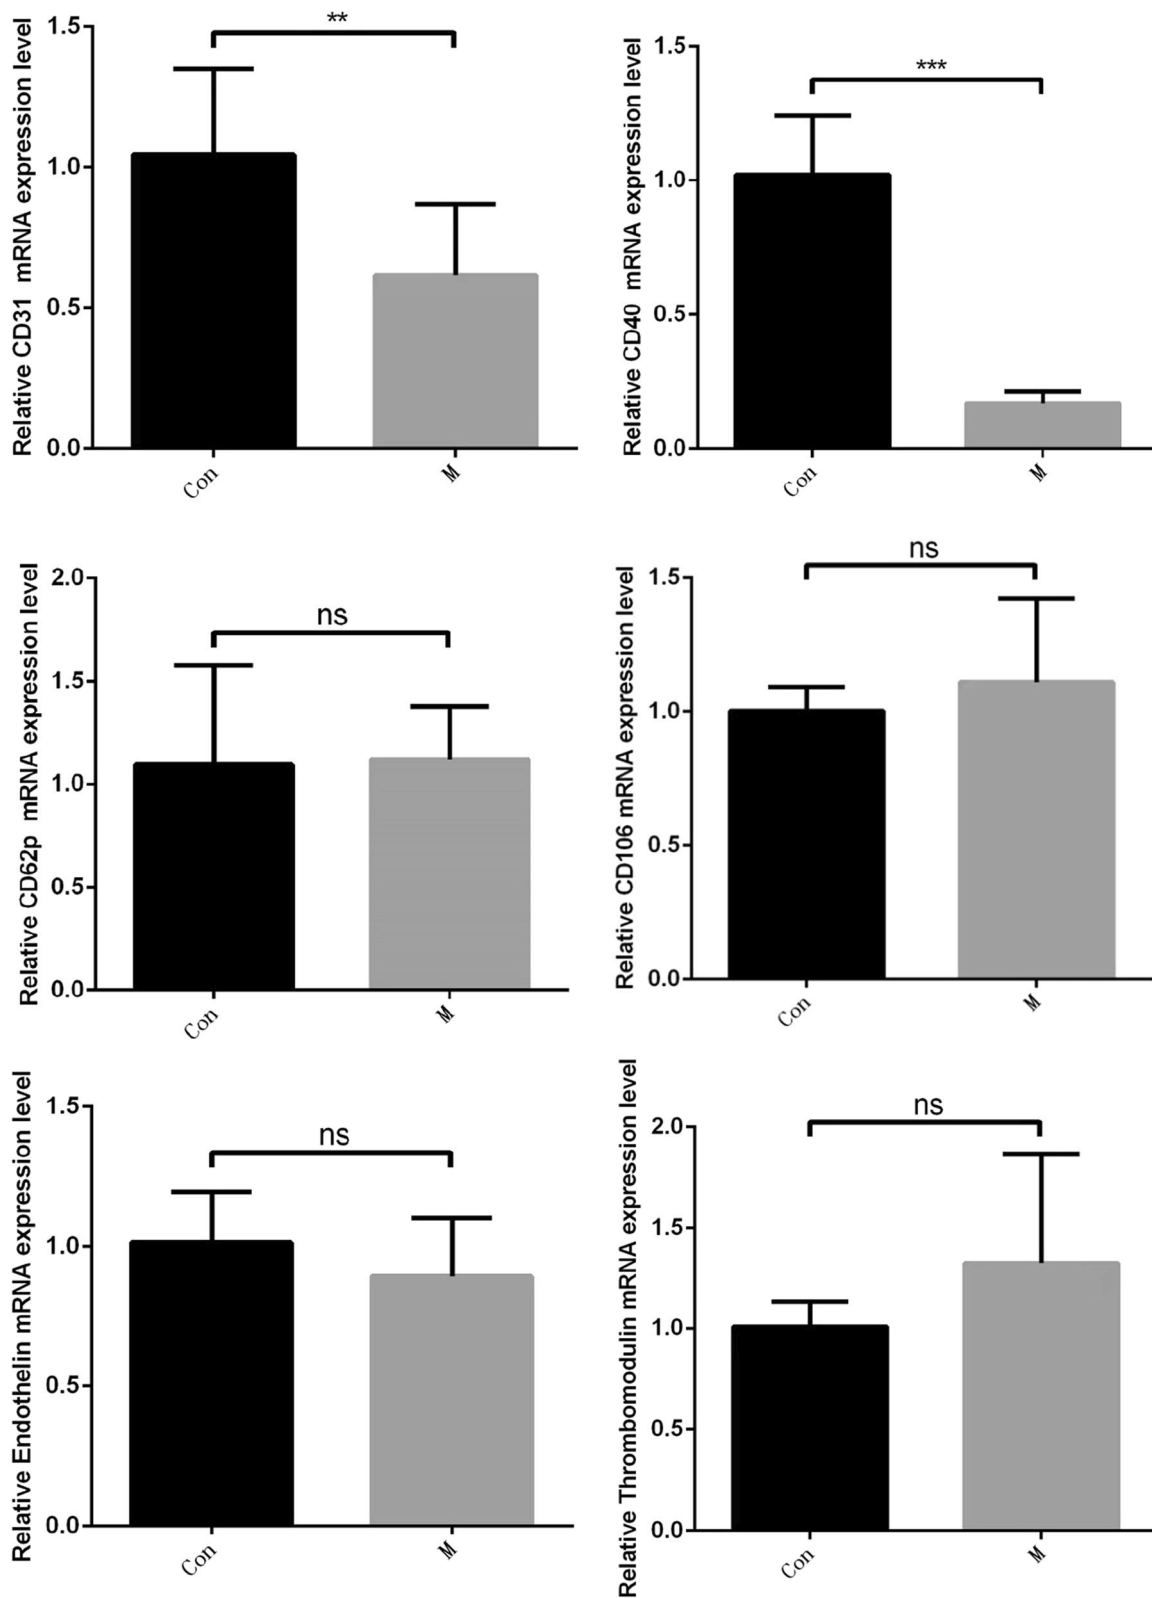 Relative CD31 mRNA expression level
1.5
1.0
0.5
0.0
**
Con
M
Relative CD40 mRNA expression level
1.5
1.0
0.5
0.0
***
Con
M
Relative CD62p mRNA expression level
2.0
1.5
1.0
0.5
0.0
ns
Con
M
Relative CD106 mRNA expression level
1.5
1.0
0.5
0.0
ns
Con
M
Relative Endothelin mRNA expression level
1.5
1.0
0.5
0.0
ns
Con
M
Relative Thrombomodulin mRNA expression level
2.0
1.5
1.0
0.5
0.0
ns
Con
M